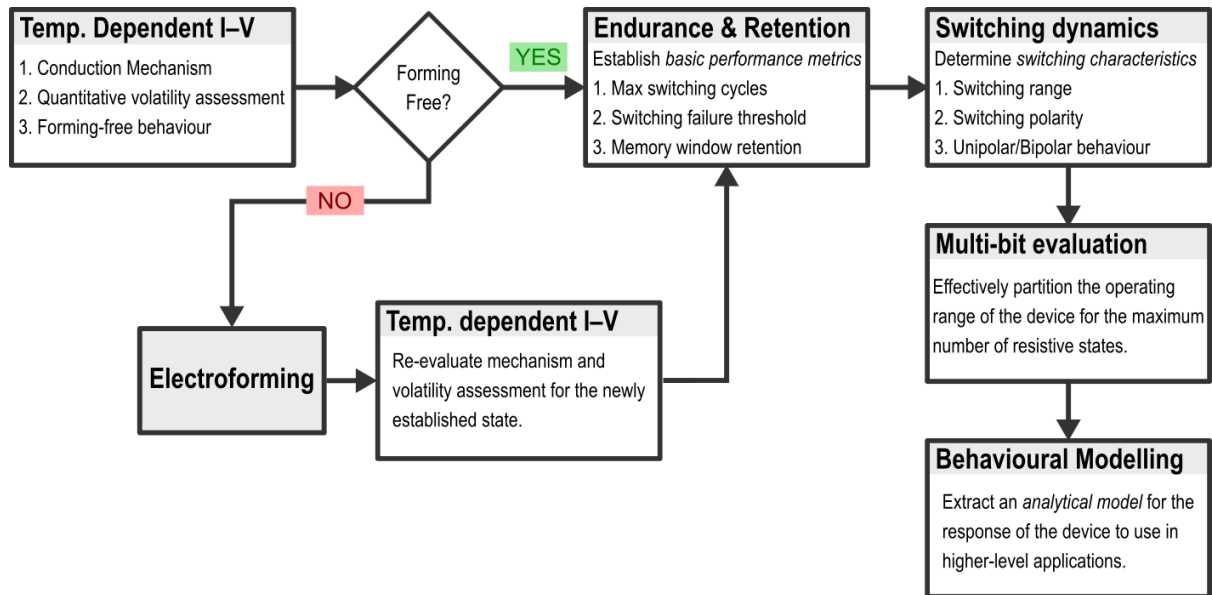 Temp. Dependent I–V
1. Conduction Mechanism
2. Quantitative volatility assessment
3. Forming-free behaviour
Forming
Free?
YES
NO
Endurance & Retention
Establish basic performance metrics
1. Max switching cycles
2. Switching failure threshold
3. Memory window retention
Switching dynamics
Determine switching characteristics
1. Switching range
2. Switching polarity
3. Unipolar/Bipolar behaviour
Electroforming
Temp. dependent I–V
Re-evaluate mechanism and
volatility assessment for the newly
established state.
Multi-bit evaluation
Effectively partition the operating
range of the device for the maximum
number of resistive states.
Behavioural Modelling
Extract an analytical model for the
response of the device to use in
higher-level applications.